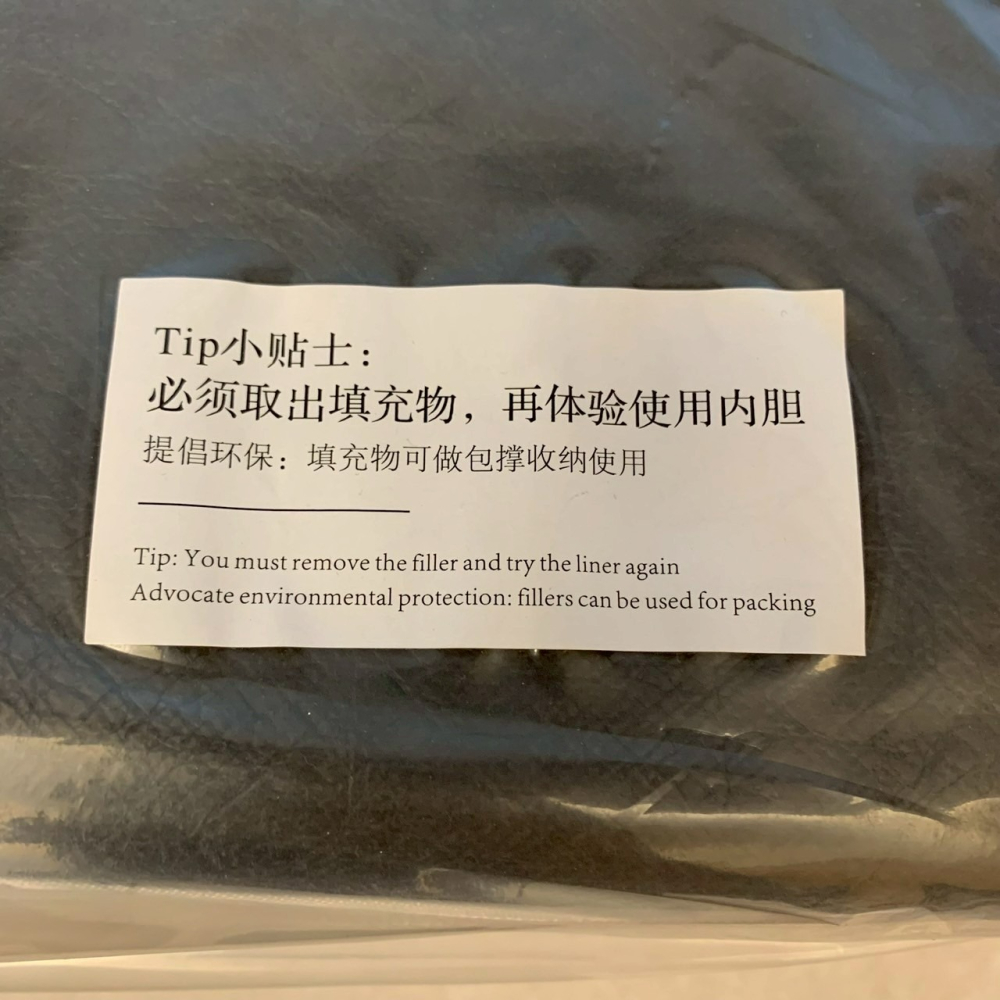 Tip小贴士：
必须取出填充物，再体验使用内胆
提倡环保：填充物可做包撑收纳使用
Tip: You must remove the filler and try the liner again
Advocate environmental protection: fillers can be used for packing